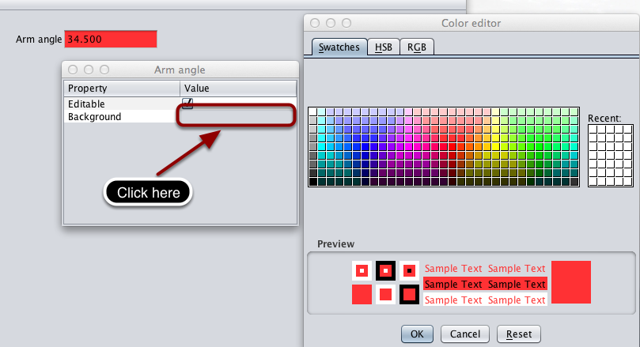 Color editor
Swatches HSB RGB
Arm angle 34.500
Arm angle
Property Value
Editable
Background
Recent:
Click here
Preview
Sample Text Sample Text
Sample Text Sample Text
Sample Text Sample Text
OK Cancel Reset